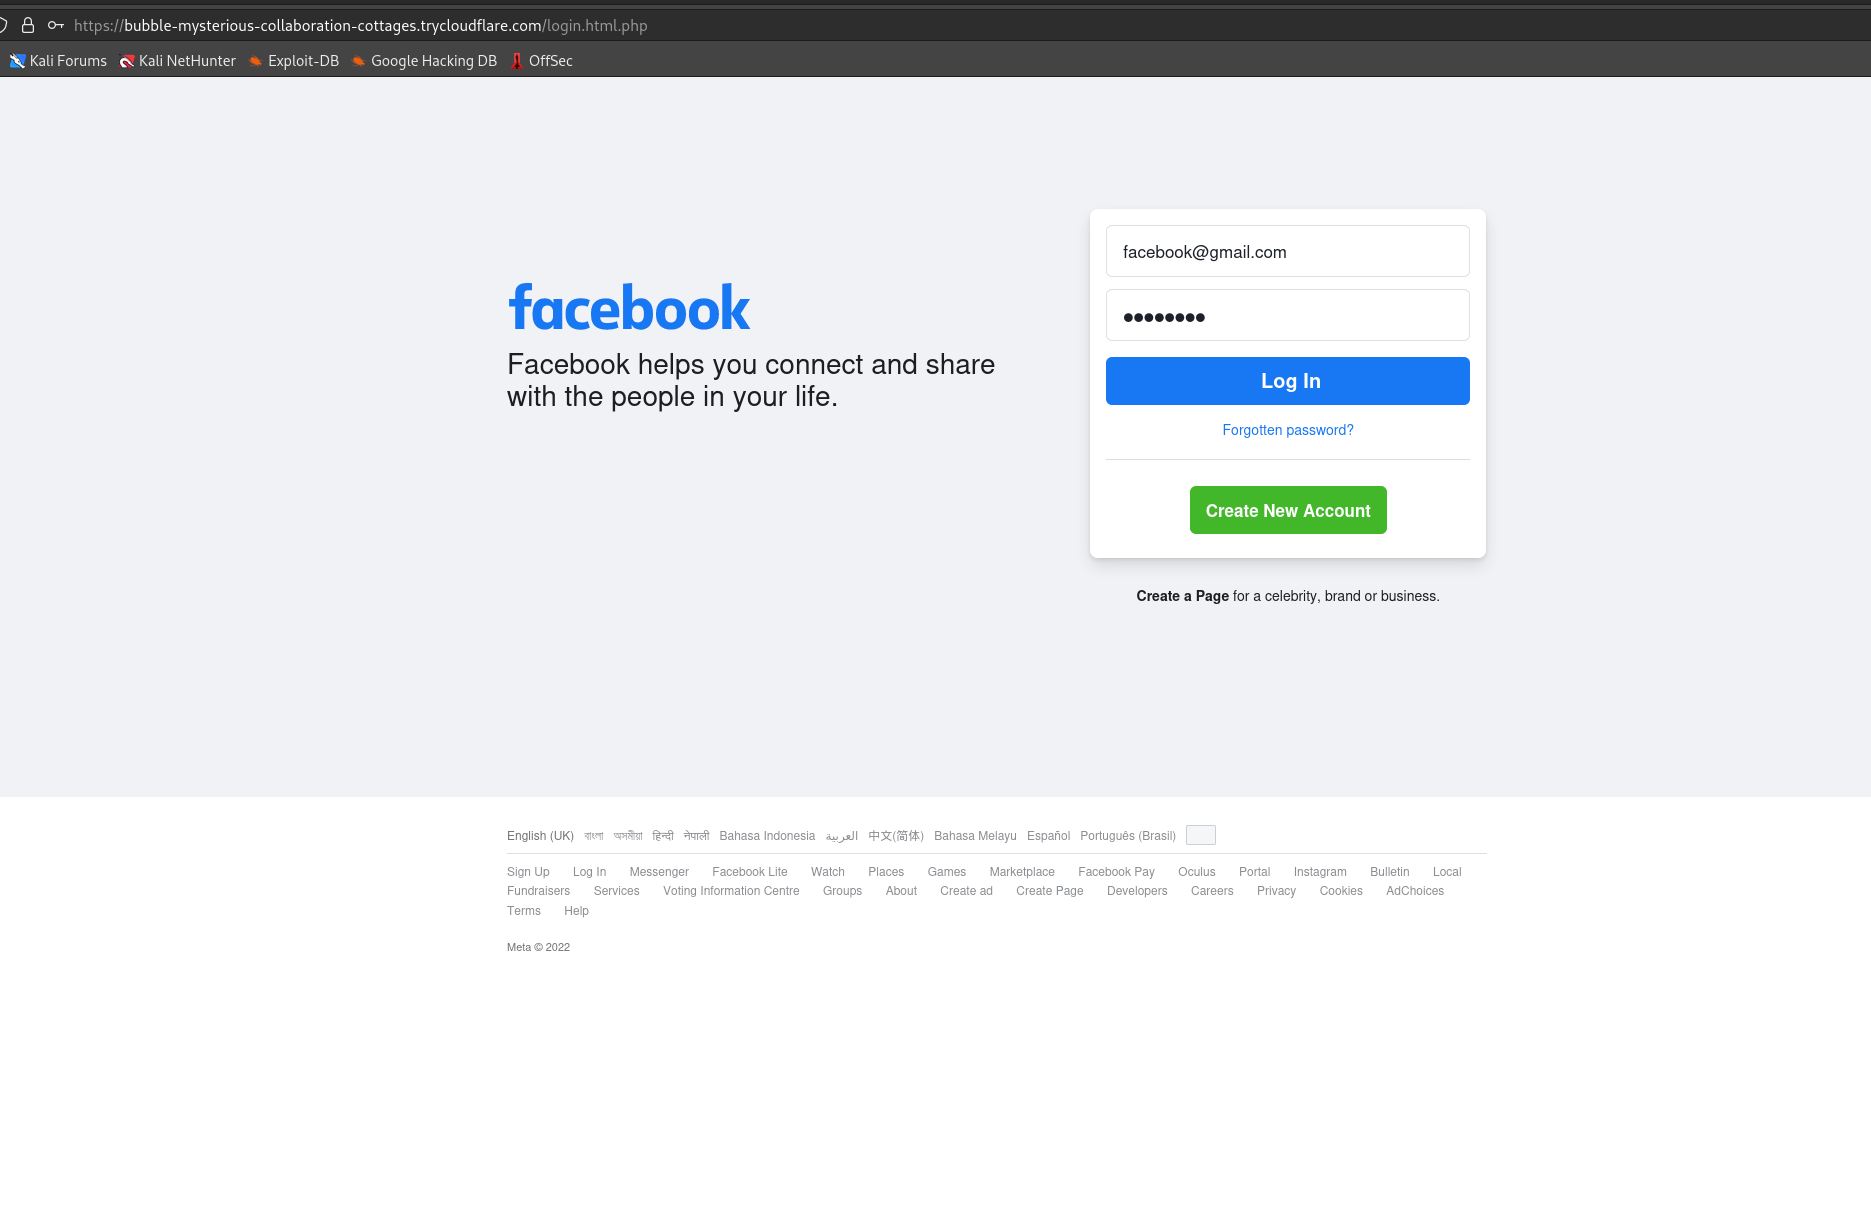 https://bubble-mysterious-collaboration-cottages.trycloudflare.com/login.html.php
Kali Forums Kali NetHunter Exploit-DB Google Hacking DB OffSec
facebook
Facebook helps you connect and share
with the people in your life.
facebook@gmail.com
●●●●●●●●
Log In
Forgotten password?
Create New Account
Create a Page for a celebrity, brand or business.
English (UK) বাংলা অসমীয়া हिन्दी नेपाली Bahasa Indonesia العربية 中文(简体) Bahasa Melayu Español Português (Brasil)
Sign Up Log In Messenger Facebook Lite Watch Places Games Marketplace Facebook Pay Oculus Portal Instagram Bulletin Local
Fundraisers Services Voting Information Centre Groups About Create ad Create Page Developers Careers Privacy Cookies AdChoices
Terms Help
Meta © 2022